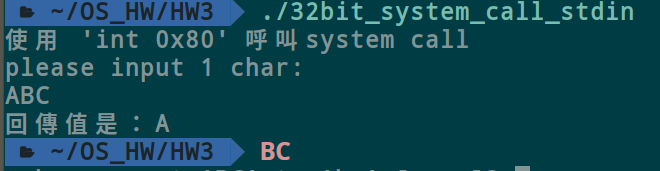 ~/OS_HW/HW3 ./32bit_system_call_stdin
使用 'int 0x80' 呼叫system call
please input 1 char:
ABC
回傳值是：A
~/OS_HW/HW3 BC